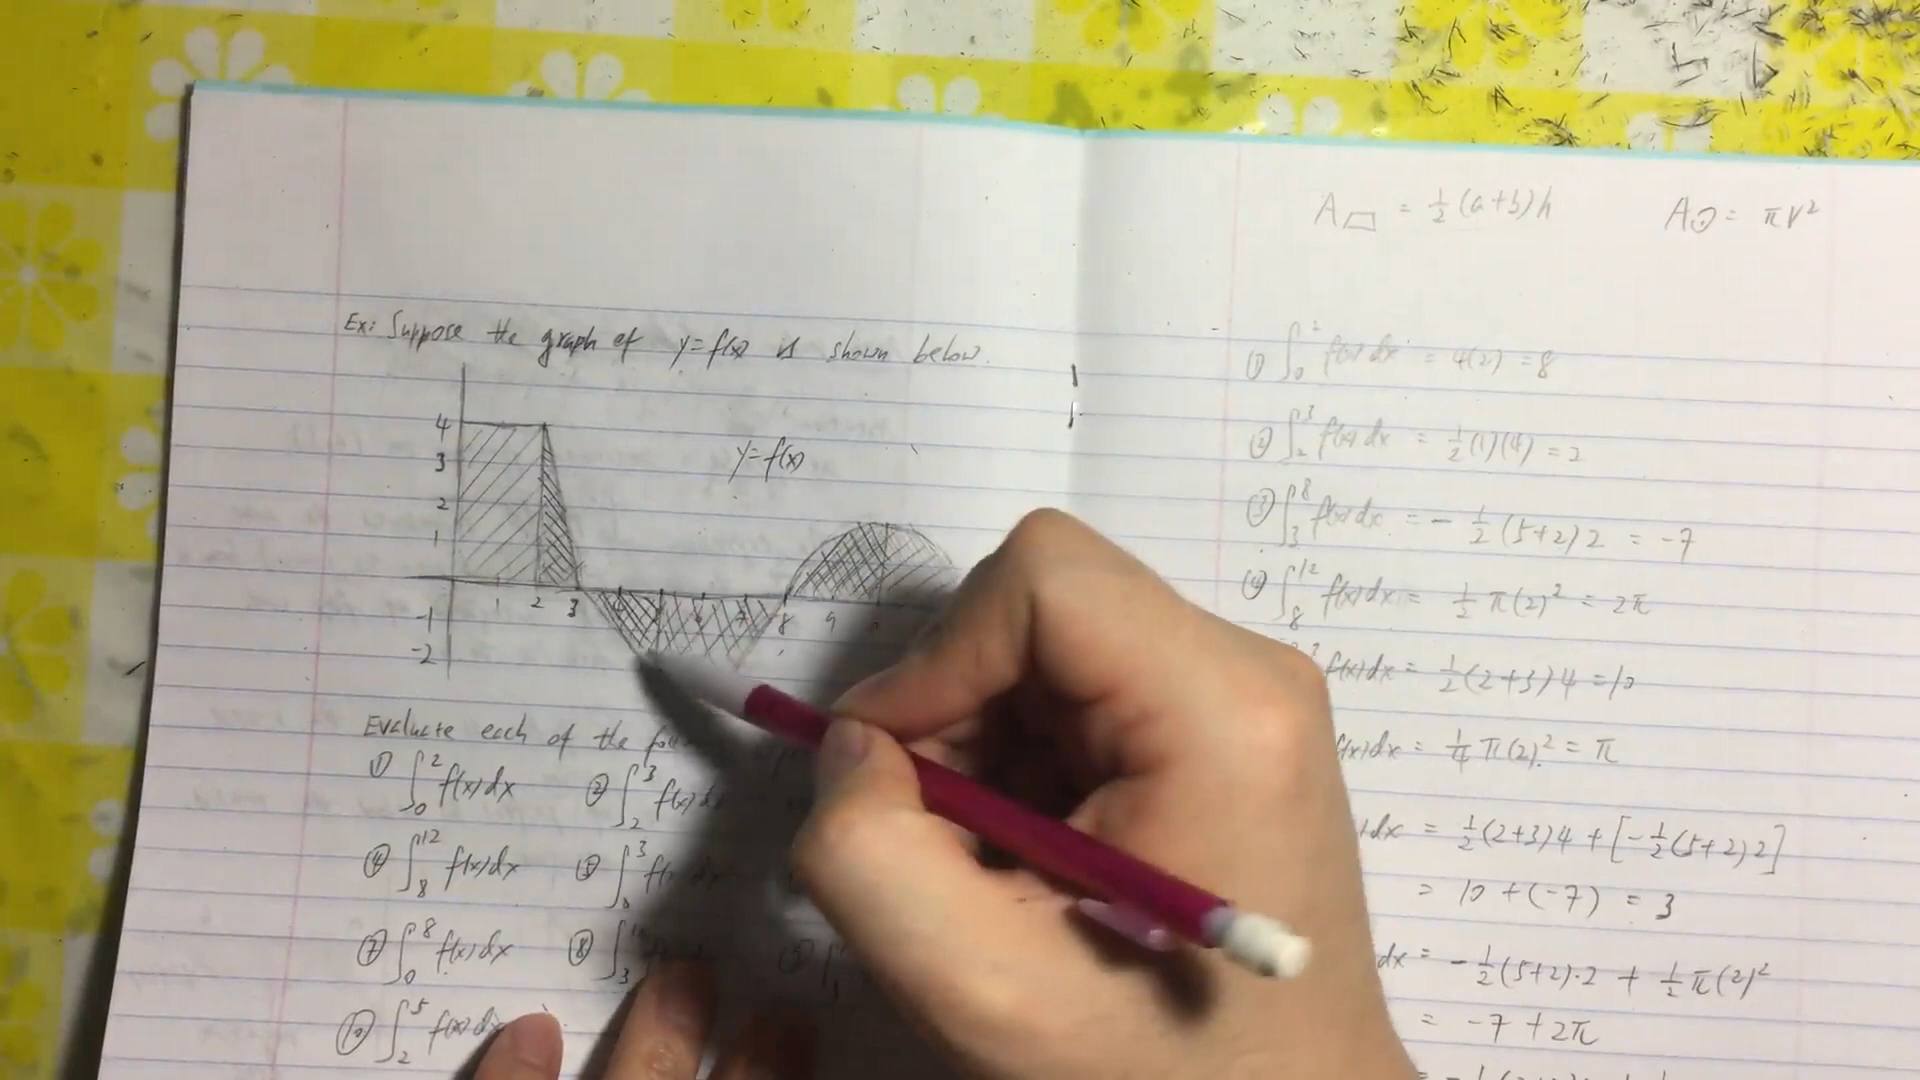 Ex: Suppose the graph of y=f(x) is shown below.
4
3
2
1
-1
-2
y=f(x)
1 2 3 4 6 7 8 9
Evaluate each of the
① ∫₀² f(x)dx ② ∫₂³ f(x)d
④ ∫₈¹² f(x)dx ⑤ ∫₀³ f(x)dx
⑦ ∫₀⁸ f(x)dx ⑧ ∫₃
⑩ ∫₂⁵ f(x)dx
A▱ = ½(a+b)h A⊙ = πr²
① ∫₀² f(x)dx = 4(2) = 8
② ∫₂³ f(x)dx = ½(1)(4) = 2
③ ∫₃⁸ f(x)dx = -½(5+2)2 = -7
④ ∫₈¹² f(x)dx = ½π(2)² = 2π
f(x)dx = ½(2+3)4 = 10
f(x)dx = ¼π(2)² = π
dx = ½(2+3)4 + [-½(5+2)2]
= 10 + (-7) = 3
dx = -½(5+2)·2 + ½π(2)²
= -7 + 2π